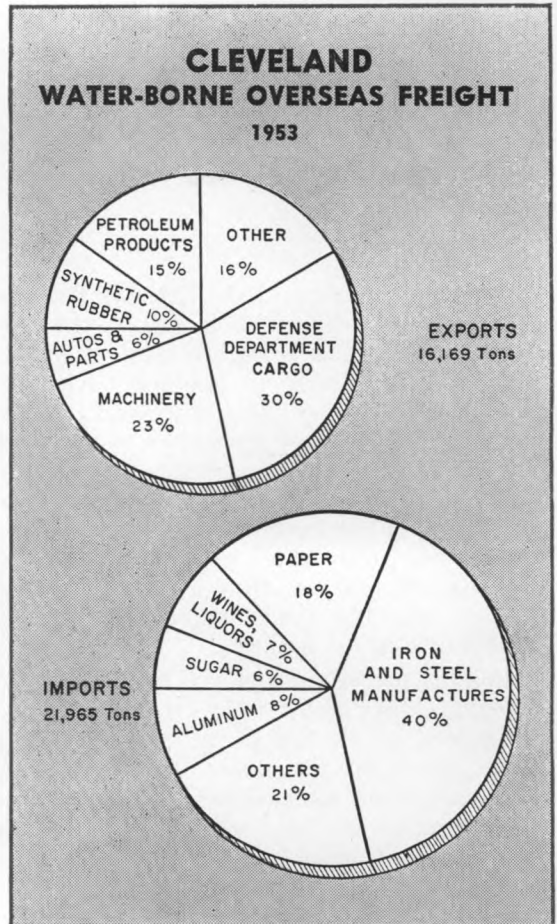 CLEVELAND
WATER-BORNE OVERSEAS FREIGHT
1953
PETROLEUM
PRODUCTS
15%
OTHER
16%
SYNTHETIC
RUBBER 10%
AUTOS &
PARTS 6%
DEFENSE
DEPARTMENT
CARGO
30%
MACHINERY
23%
EXPORTS
16,169 Tons
PAPER
18%
WINES,
LIQUORS 7%
SUGAR 6%
ALUMINUM 8%
IRON
AND STEEL
MANUFACTURES
40%
OTHERS
21%
IMPORTS
21,965 Tons